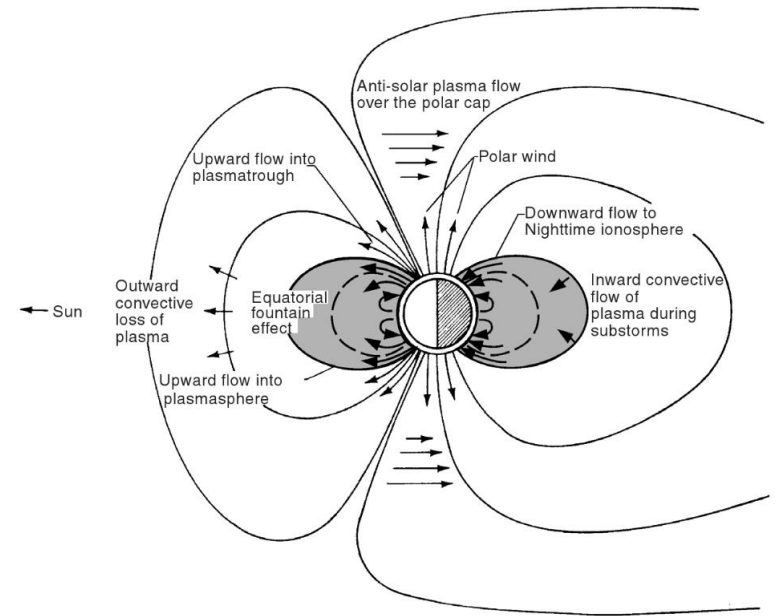 Anti-solar plasma flow
over the polar cap
Upward flow into
plasmatrough
Polar wind
Downward flow to
Nighttime ionosphere
Outward
convective
loss of
plasma
Equatorial
fountain
effect
Inward convective
flow of
plasma during
substorms
Sun
Upward flow into
plasmasphere